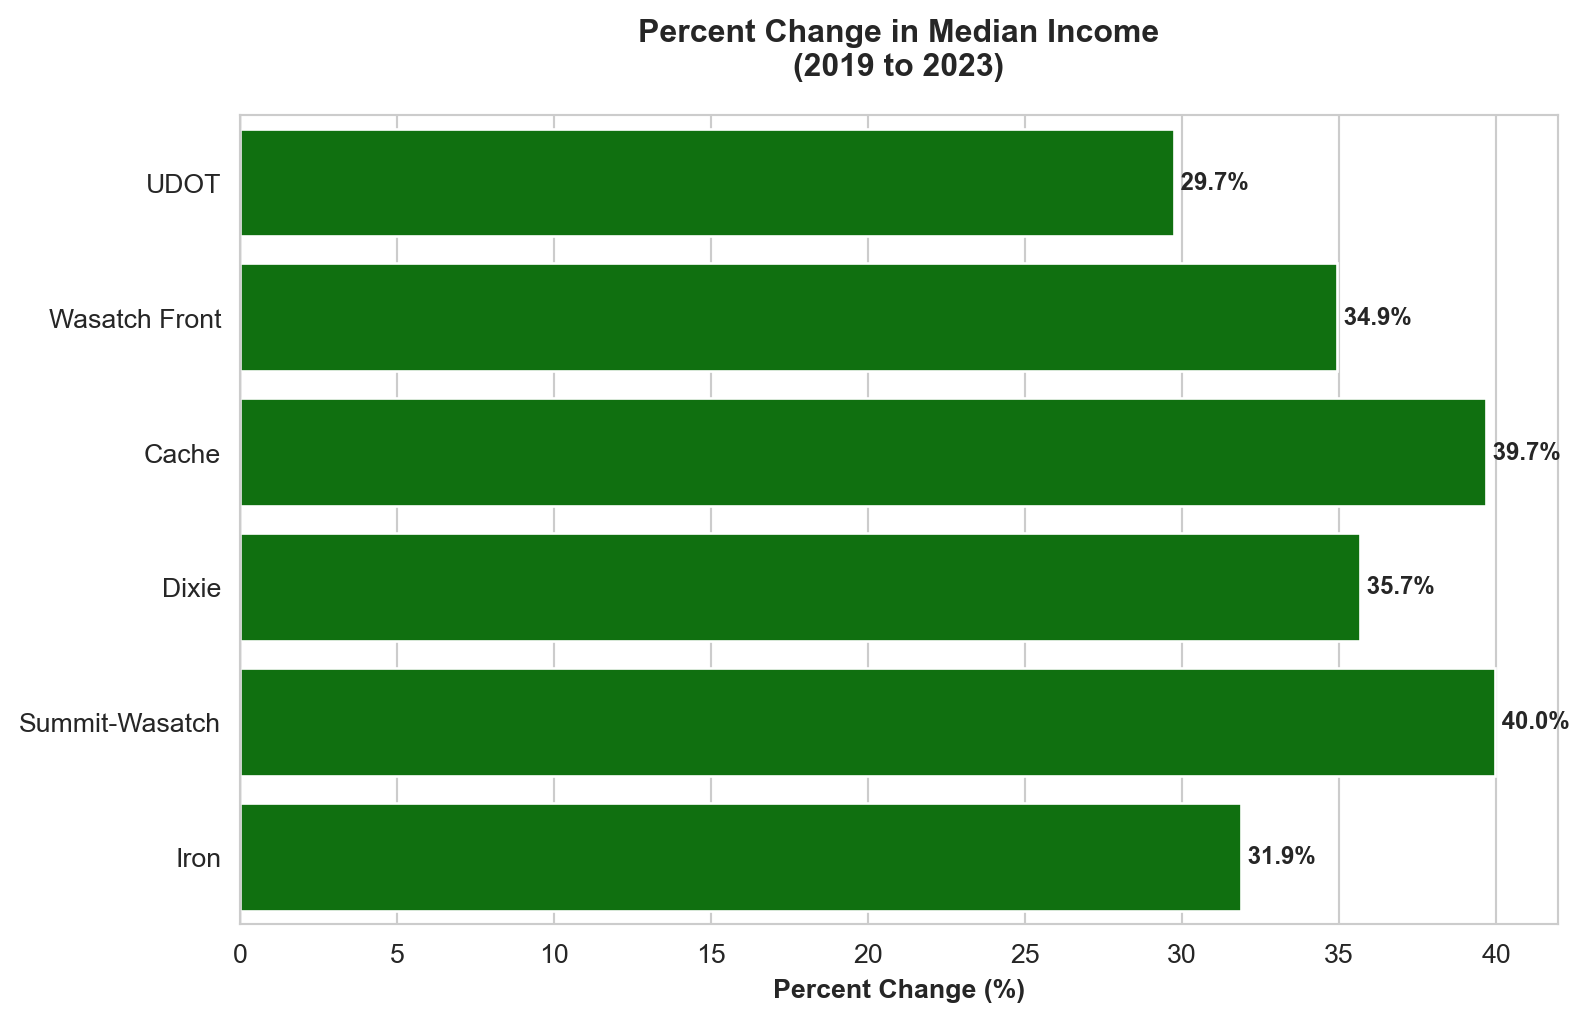 Percent Change in Median Income
(2019 to 2023)
UDOT
29.7%
Wasatch Front
34.9%
Cache
39.7%
Dixie
35.7%
Summit-Wasatch
40.0%
Iron
31.9%
0 5 10 15 20 25 30 35 40
Percent Change (%)